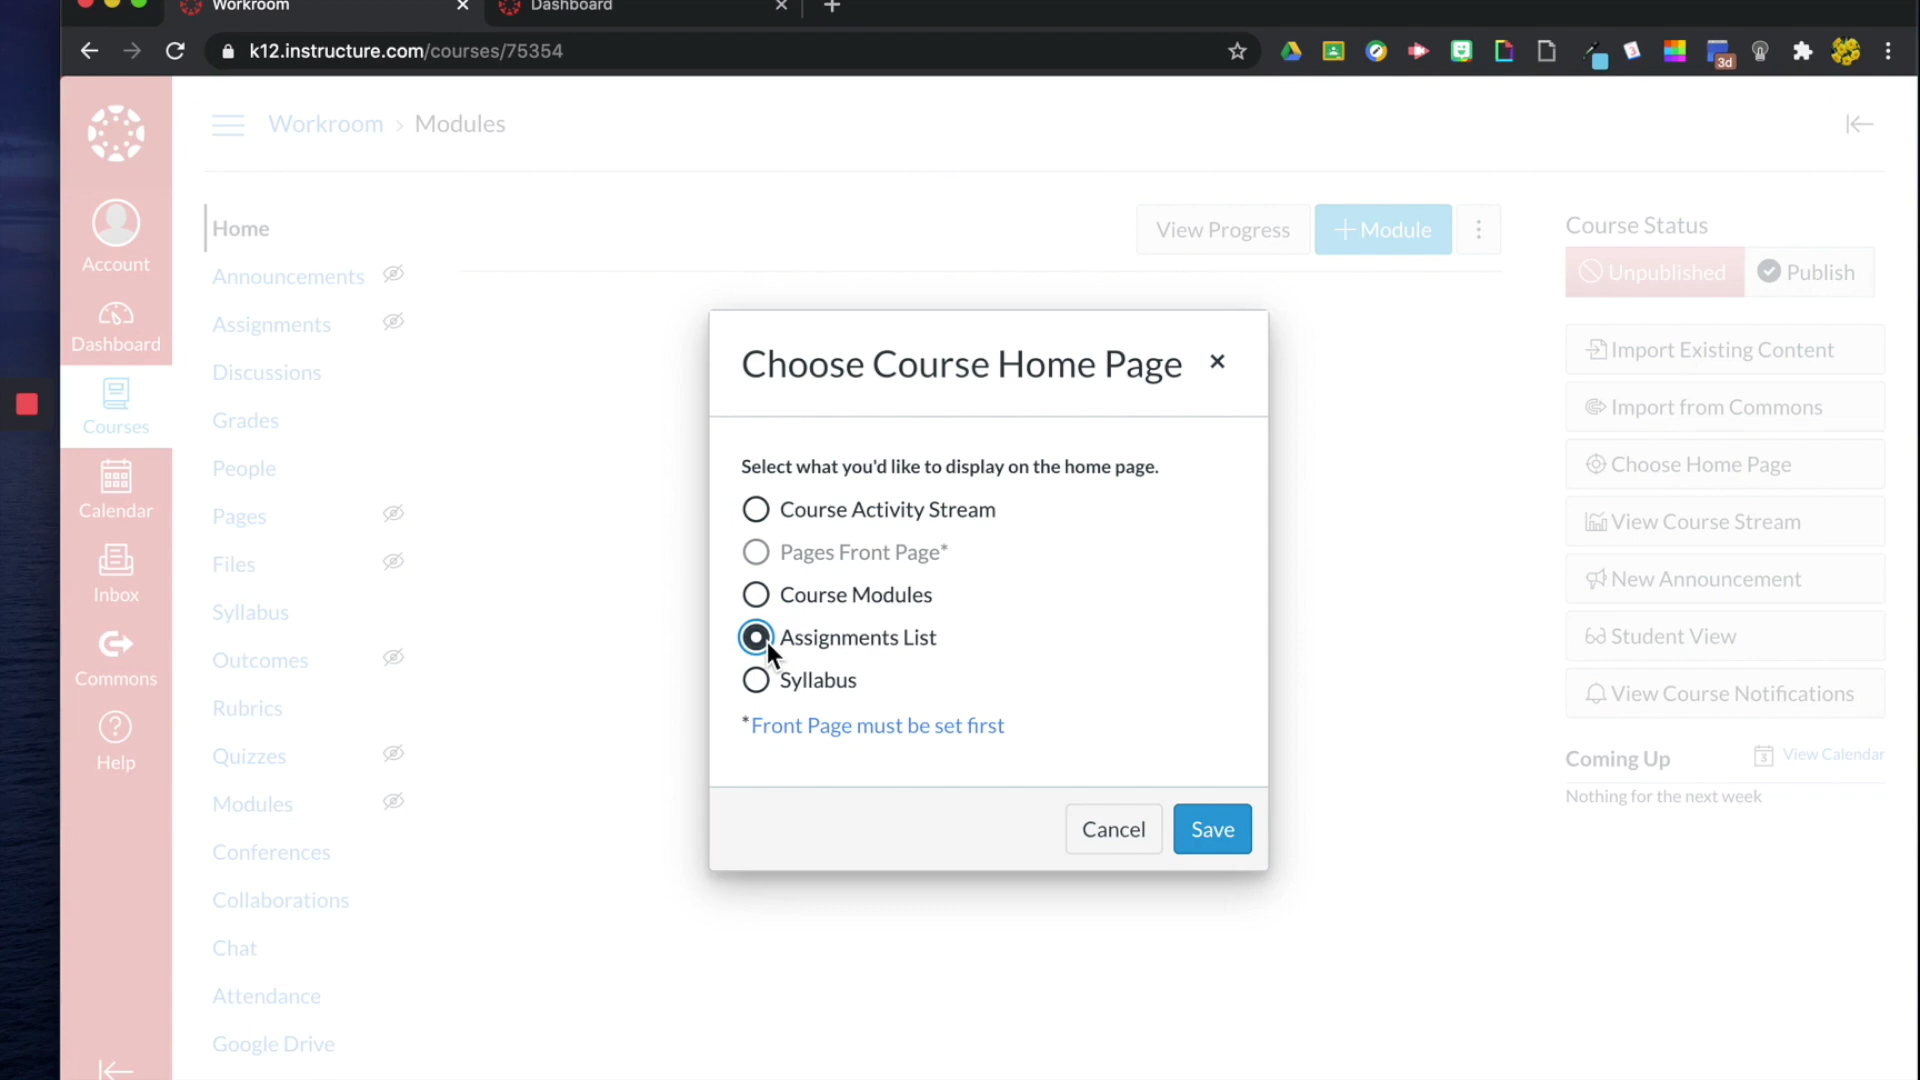 Workroom
Dashboard
k12.instructure.com/courses/75354
3
3d
Workroom › Modules
Account
Dashboard
Courses
Calendar
Inbox
Commons
Help
Home
Announcements
Assignments
Discussions
Grades
People
Pages
Files
Syllabus
Outcomes
Rubrics
Quizzes
Modules
Conferences
Collaborations
Chat
Attendance
Google Drive
View Progress
+ Module
Choose Course Home Page
Select what you'd like to display on the home page.
Course Activity Stream
Pages Front Page*
Course Modules
Assignments List
Syllabus
*Front Page must be set first
Cancel
Save
Course Status
Unpublished
Publish
Import Existing Content
Import from Commons
Choose Home Page
View Course Stream
New Announcement
Student View
View Course Notifications
Coming Up
3 View Calendar
Nothing for the next week